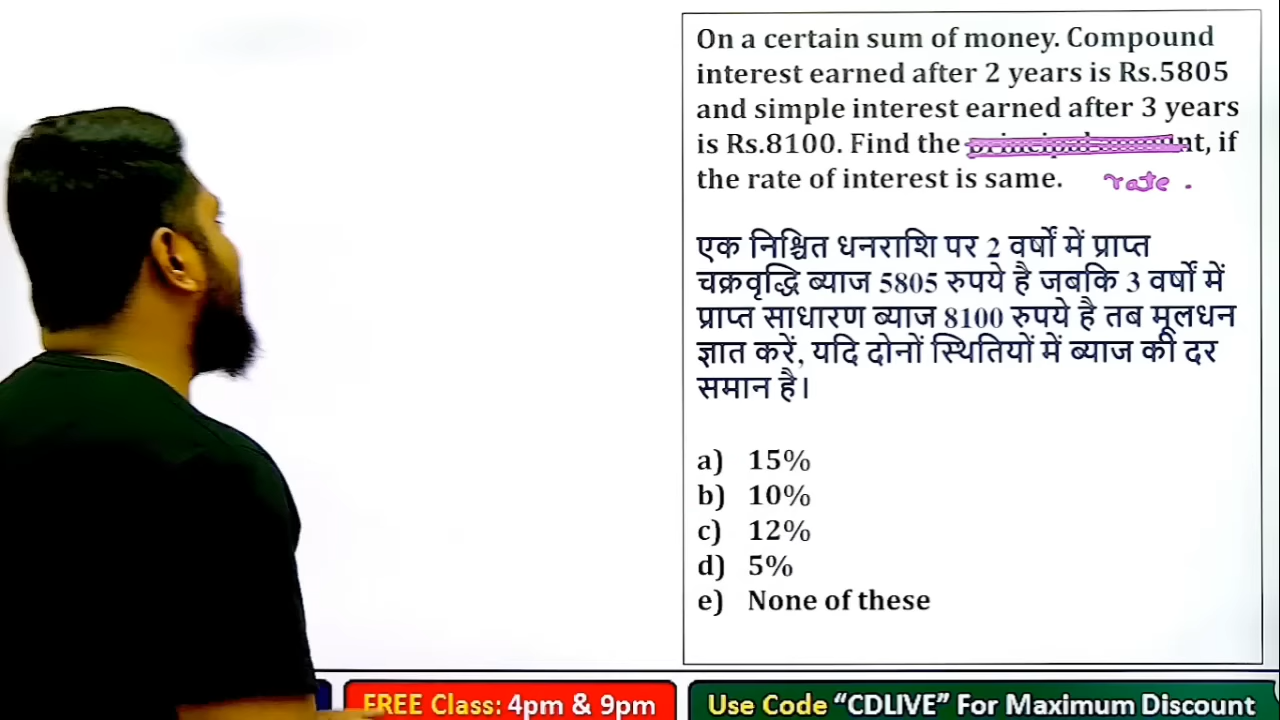 On a certain sum of money. Compound
interest earned after 2 years is Rs.5805
and simple interest earned after 3 years
is Rs.8100. Find the principal amount, if
the rate of interest is same. rate.
एक निश्चित धनराशि पर 2 वर्षों में प्राप्त
चक्रवृद्धि ब्याज 5805 रुपये है जबकि 3 वर्षों में
प्राप्त साधारण ब्याज 8100 रुपये है तब मूलधन
ज्ञात करें, यदि दोनों स्थितियों में ब्याज की दर
समान है।
a) 15%
b) 10%
c) 12%
d) 5%
e) None of these
FREE Class: 4pm & 9pm
Use Code “CDLIVE” For Maximum Discount